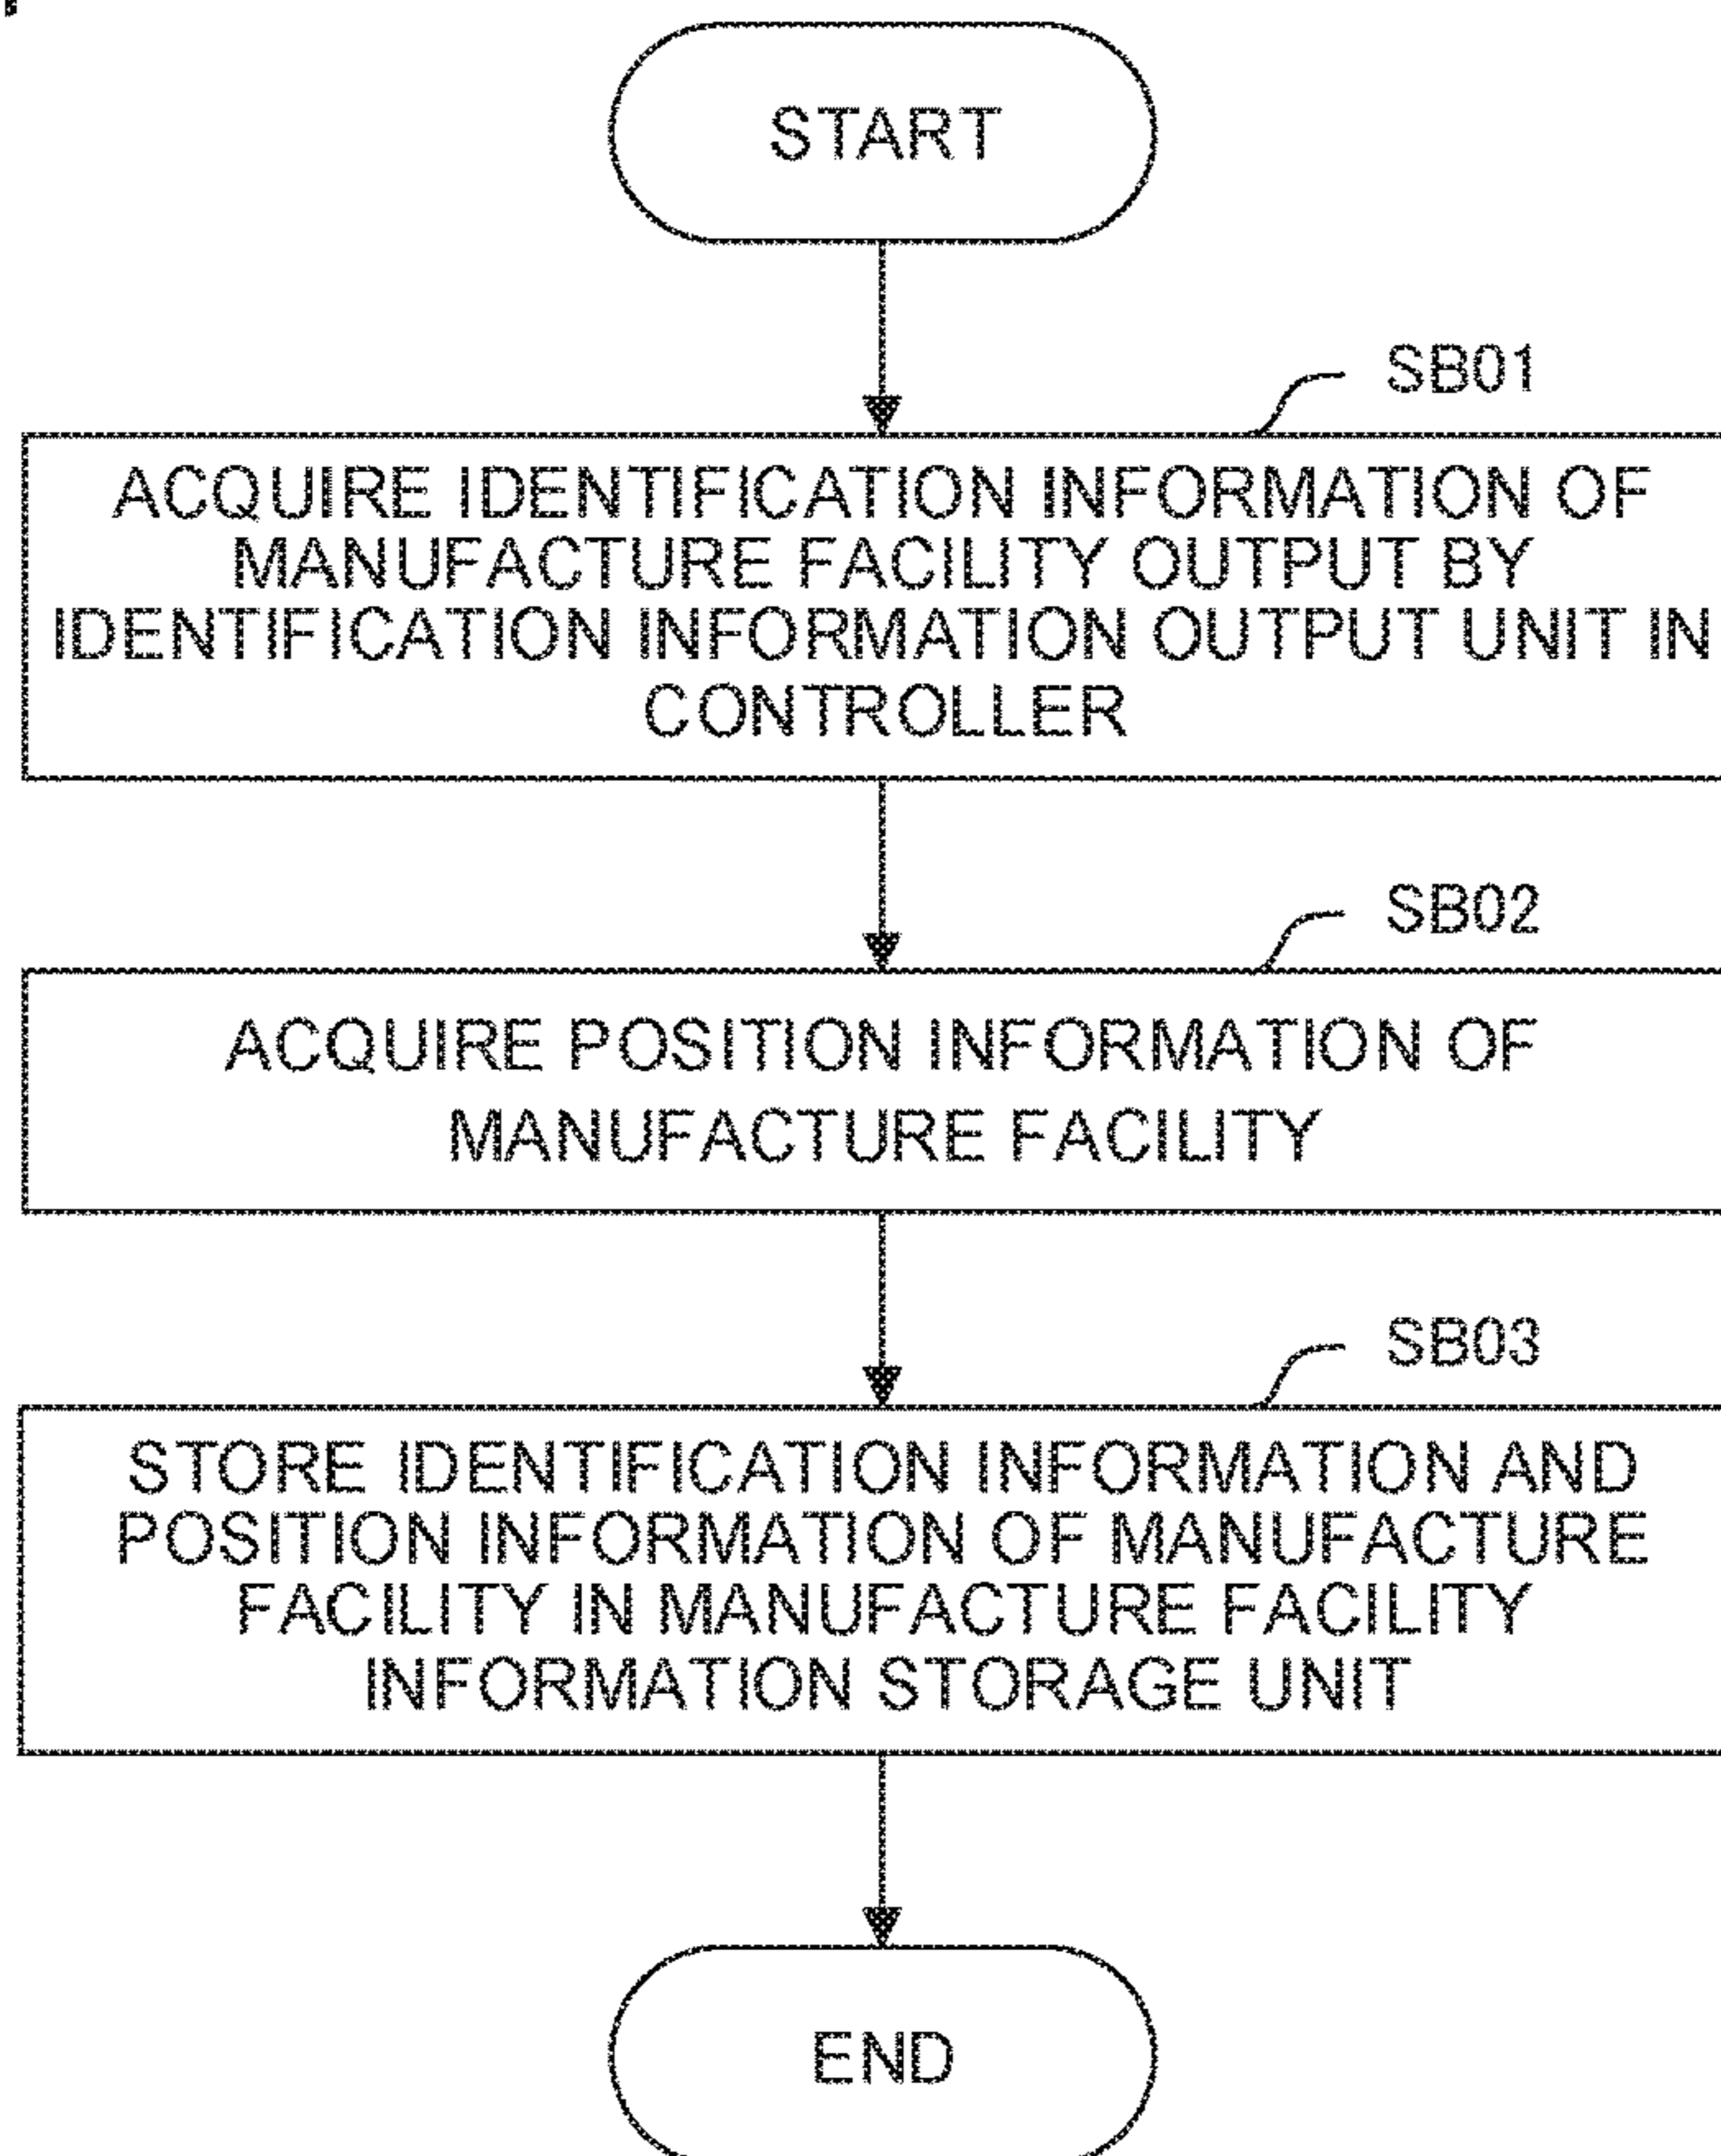 START
SB01
ACQUIRE IDENTIFICATION INFORMATION OF
MANUFACTURE FACILITY OUTPUT BY
IDENTIFICATION INFORMATION OUTPUT UNIT IN
CONTROLLER
SB02
ACQUIRE POSITION INFORMATION OF
MANUFACTURE FACILITY
SB03
STORE IDENTIFICATION INFORMATION AND
POSITION INFORMATION OF MANUFACTURE
FACILITY IN MANUFACTURE FACILITY
INFORMATION STORAGE UNIT
END